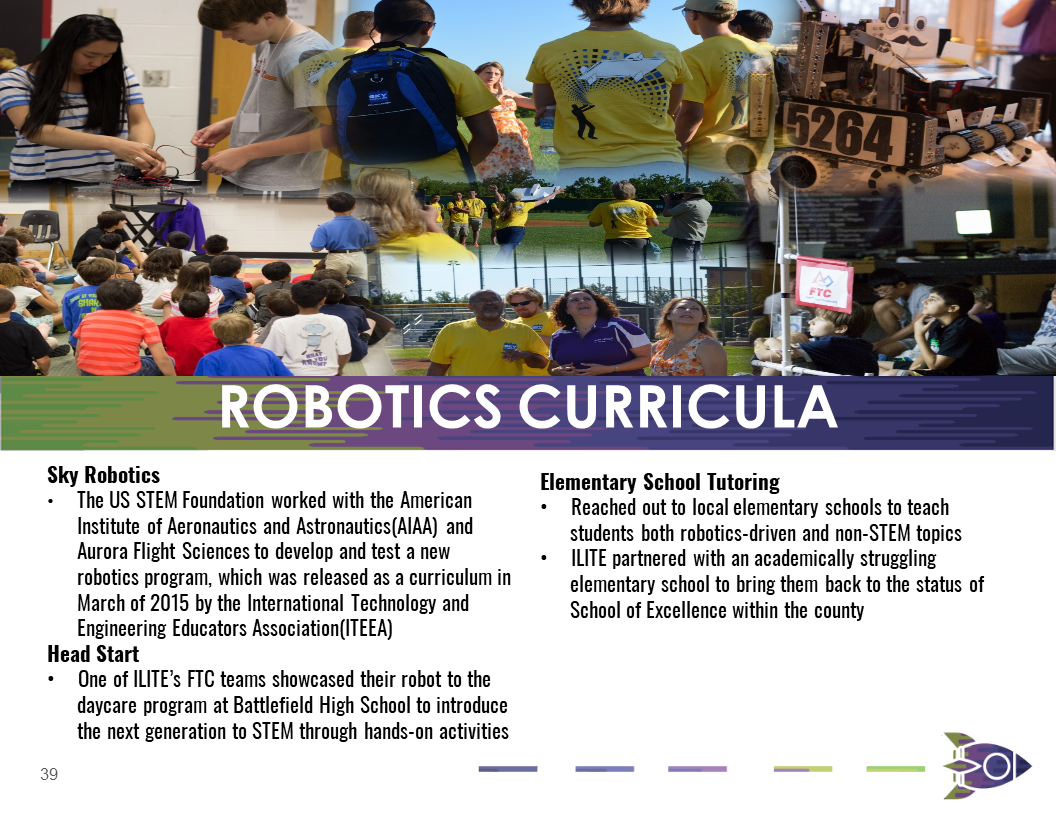 SKY
5264
FTC
WHAT
ROBOTICS CURRICULA
Sky Robotics
• The US STEM Foundation worked with the American
Institute of Aeronautics and Astronautics(AIAA) and
Aurora Flight Sciences to develop and test a new
robotics program, which was released as a curriculum in
March of 2015 by the International Technology and
Engineering Educators Association(ITEEA)
Head Start
• One of ILITE’s FTC teams showcased their robot to the
daycare program at Battlefield High School to introduce
the next generation to STEM through hands-on activities
Elementary School Tutoring
• Reached out to local elementary schools to teach
students both robotics-driven and non-STEM topics
• ILITE partnered with an academically struggling
elementary school to bring them back to the status of
School of Excellence within the county
39